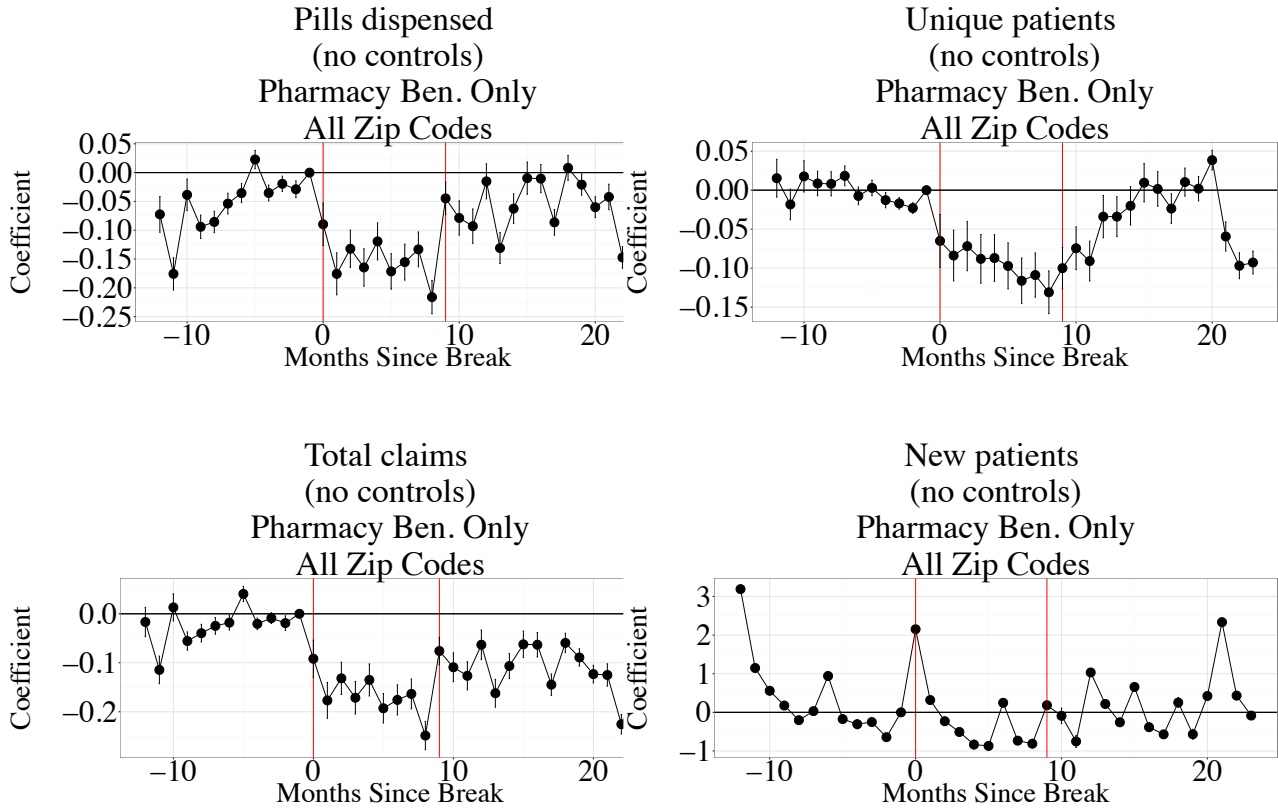 Pills dispensed
(no controls)
Pharmacy Ben. Only
All Zip Codes
0.05
0.00
−0.05
−0.10
−0.15
−0.20
−0.25
Coefficient
−10
0
10
20
Months Since Break
Unique patients
(no controls)
Pharmacy Ben. Only
All Zip Codes
0.05
0.00
−0.05
−0.10
−0.15
Coefficient
−10
0
10
20
Months Since Break
Total claims
(no controls)
Pharmacy Ben. Only
All Zip Codes
0.0
−0.1
−0.2
Coefficient
−10
0
10
20
Months Since Break
New patients
(no controls)
Pharmacy Ben. Only
All Zip Codes
3
2
1
0
−1
Coefficient
−10
0
10
20
Months Since Break